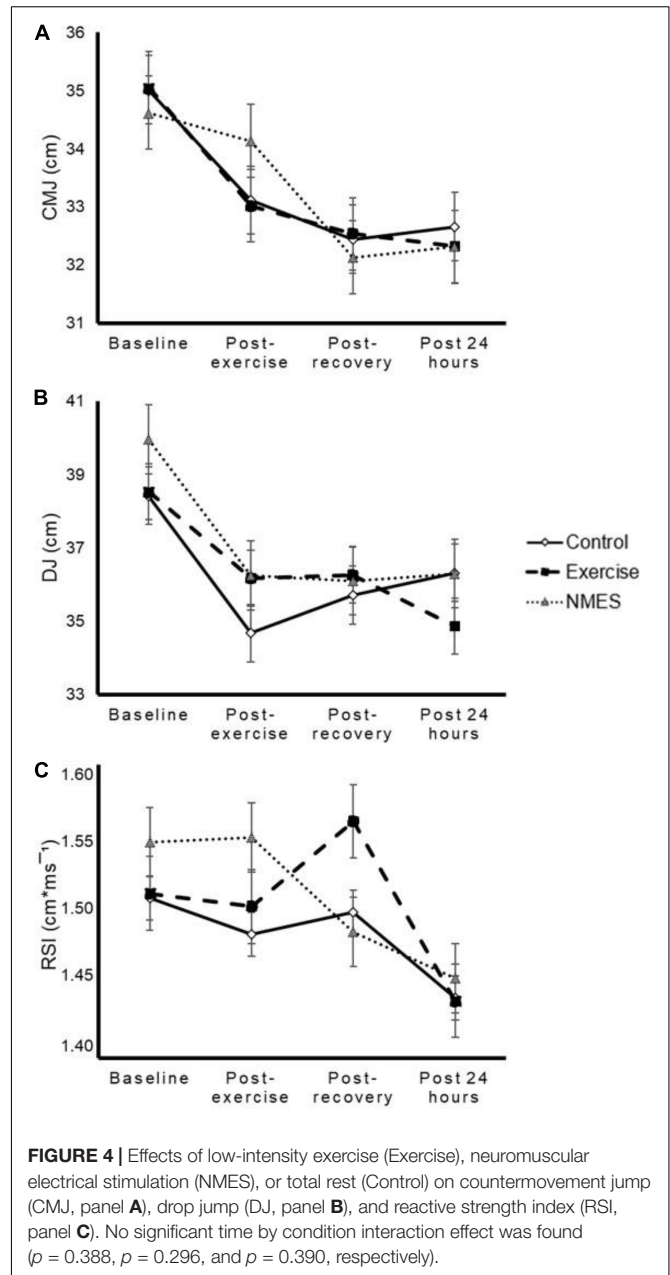 A
36
35
34
33
32
31
CMJ (cm)
Baseline
Post-
exercise
Post-
recovery
Post 24
hours
B
41
39
37
35
33
DJ (cm)
Baseline
Post-
exercise
Post-
recovery
Post 24
hours
Control
Exercise
NMES
C
1.60
1.55
1.50
1.45
1.40
RSI (cm*ms⁻¹)
Baseline
Post-
exercise
Post-
recovery
Post 24
hours
FIGURE 4 | Effects of low-intensity exercise (Exercise), neuromuscular
electrical stimulation (NMES), or total rest (Control) on countermovement jump
(CMJ, panel A), drop jump (DJ, panel B), and reactive strength index (RSI,
panel C). No significant time by condition interaction effect was found
(p = 0.388, p = 0.296, and p = 0.390, respectively).